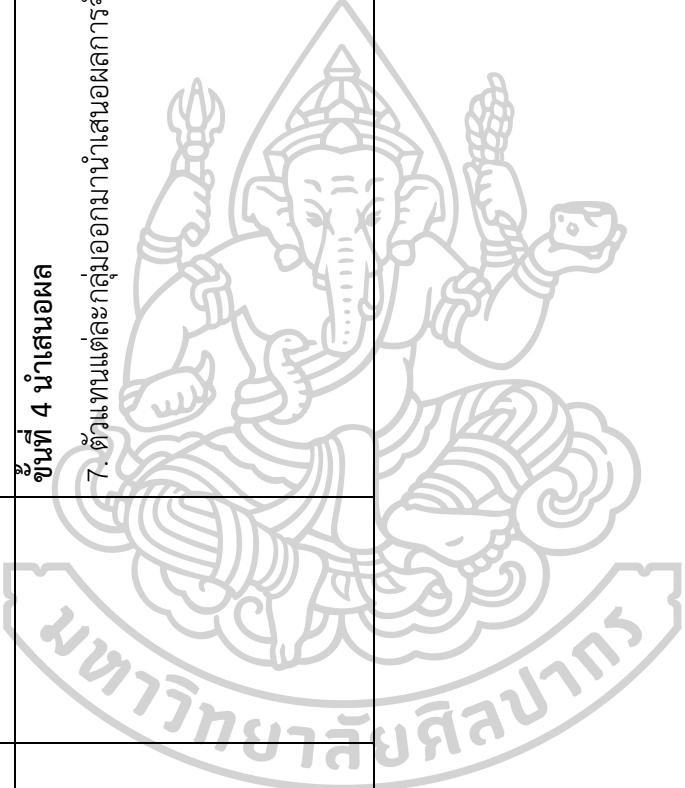 ขั้นที่ 4 นำเสนอผล
7. ตัวแทนแต่ละกลุ่มออกมานำเสนอผลการ
มหาวิทยาลัยศิลปากร